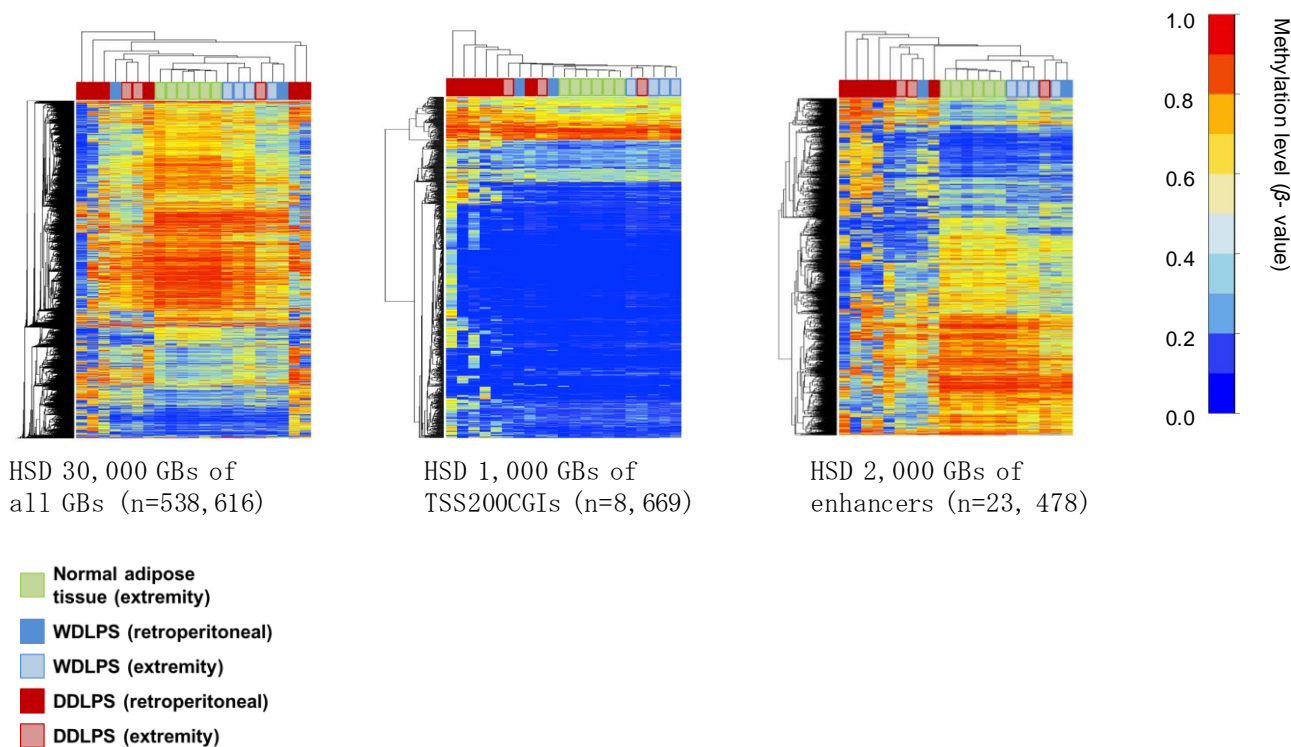 HSD 30,000 GBs of
all GBs (n=538,616)
HSD 1,000 GBs of
TSS200CGIs (n=8,669)
HSD 2,000 GBs of
enhancers (n=23, 478)
1.0
0.8
0.6
0.4
0.2
0.0
Methylation level (β- value)
Normal adipose
tissue (extremity)
WDLPS (retroperitoneal)
WDLPS (extremity)
DDLPS (retroperitoneal)
DDLPS (extremity)